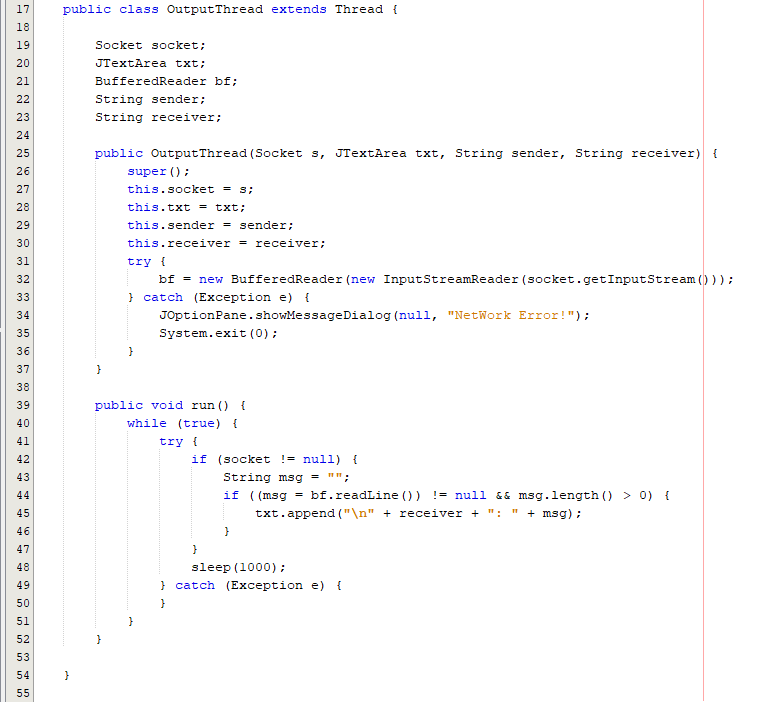 17 public class OutputThread extends Thread {
18
19 Socket socket;
20 JTextArea txt;
21 BufferedReader bf;
22 String sender;
23 String receiver;
24
25 public OutputThread(Socket s, JTextArea txt, String sender, String receiver) {
26 super();
27 this.socket = s;
28 this.txt = txt;
29 this.sender = sender;
30 this.receiver = receiver;
31 try {
32 bf = new BufferedReader(new InputStreamReader(socket.getInputStream()));
33 } catch (Exception e) {
34 JOptionPane.showMessageDialog(null, "NetWork Error!");
35 System.exit(0);
36 }
37 }
38
39 public void run() {
40 while (true) {
41 try {
42 if (socket != null) {
43 String msg = "";
44 if ((msg = bf.readLine()) != null && msg.length() > 0) {
45 txt.append("\n" + receiver + ": " + msg);
46 }
47 }
48 sleep(1000);
49 } catch (Exception e) {
50 }
51 }
52 }
53
54 }
55